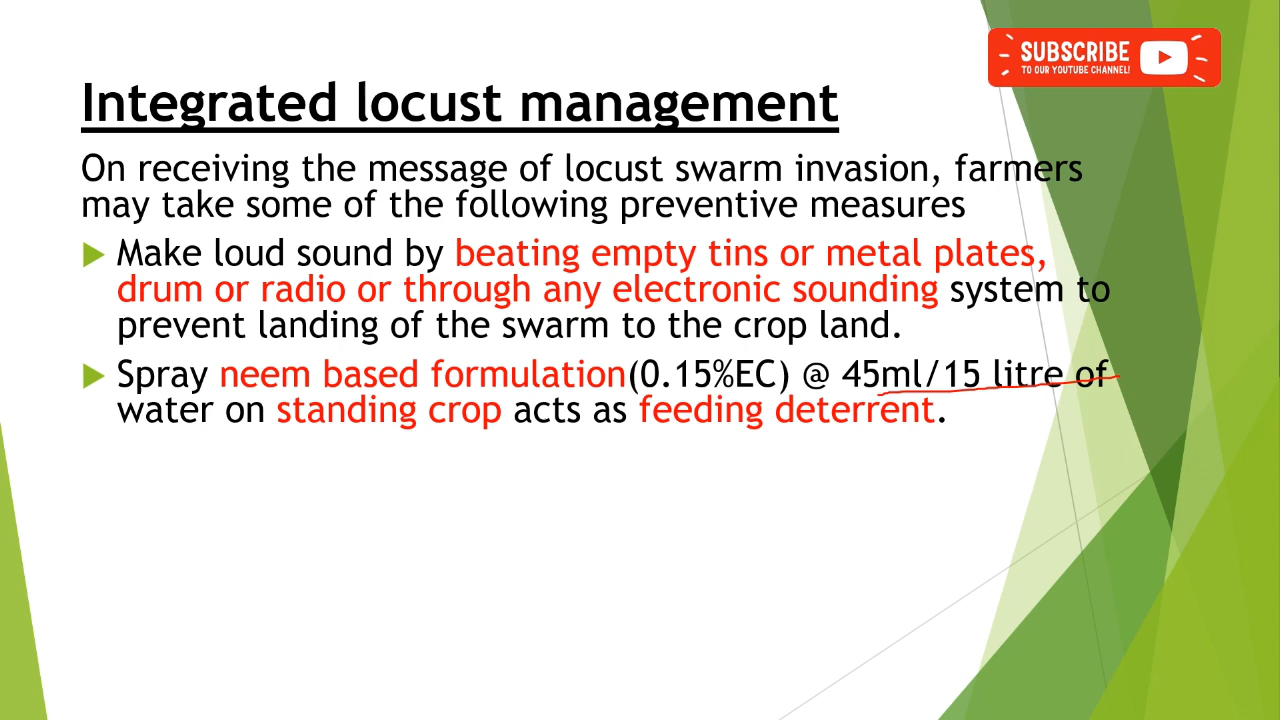 SUBSCRIBE
TO OUR YOUTUBE CHANNEL!
Integrated locust management
On receiving the message of locust swarm invasion, farmers
may take some of the following preventive measures
Make loud sound by beating empty tins or metal plates,
drum or radio or through any electronic sounding system to
prevent landing of the swarm to the crop land.
Spray neem based formulation(0.15%EC) @ 45ml/15 litre of
water on standing crop acts as feeding deterrent.